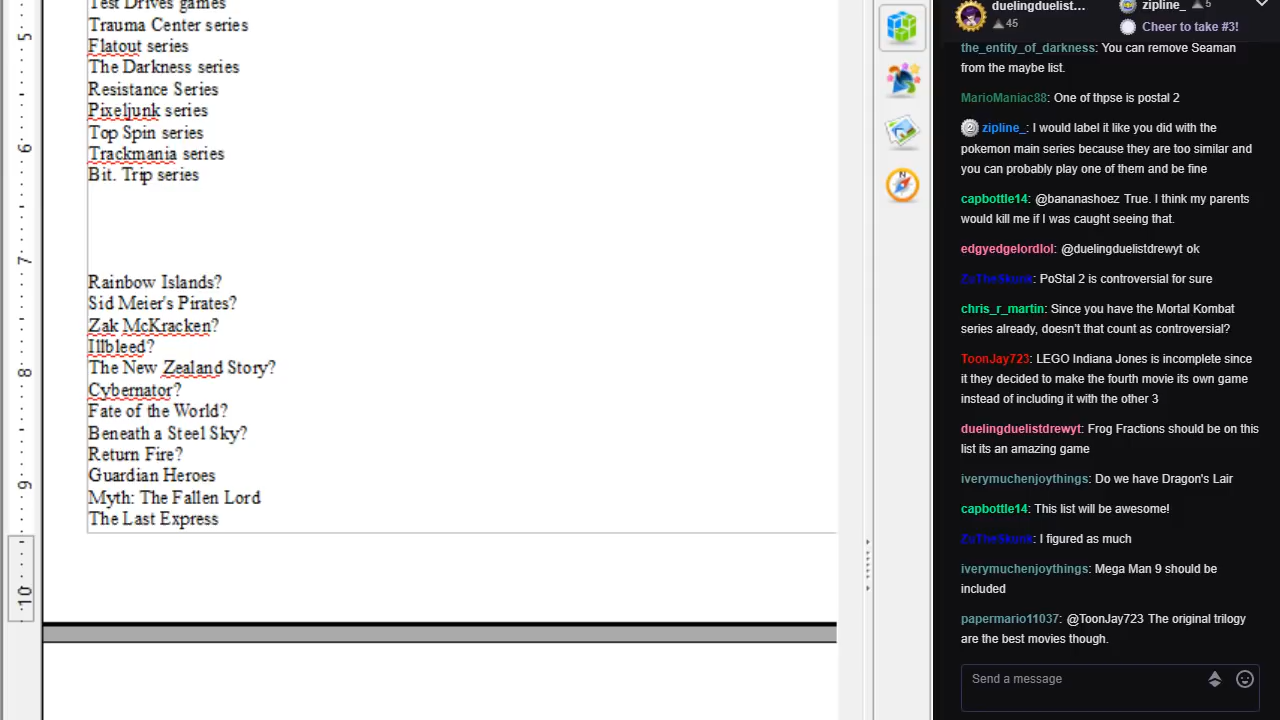 Test Drives games
Trauma Center series
Flatout series
The Darkness series
Resistance Series
Pixeljunk series
Top Spin series
Trackmania series
Bit. Trip series
Rainbow Islands?
Sid Meier's Pirates?
Zak McKracken?
Illbleed?
The New Zealand Story?
Cybernator?
Fate of the World?
Beneath a Steel Sky?
Return Fire?
Guardian Heroes
Myth: The Fallen Lord
The Last Express
5
6
7
8
9
10
N
duelingduelist...
45
zipline_ 5
Cheer to take #3!
the_entity_of_darkness: You can remove Seaman
from the maybe list.
MarioManiac88: One of thpse is postal 2
2 zipline_: I would label it like you did with the
pokemon main series because they are too similar and
you can probably play one of them and be fine
capbottle14: @bananashoez True. I think my parents
would kill me if I was caught seeing that.
edgyedgelordlol: @duelingduelistdrewyt ok
ZuTheSkunk: PoStal 2 is controversial for sure
chris_r_martin: Since you have the Mortal Kombat
series already, doesn't that count as controversial?
ToonJay723: LEGO Indiana Jones is incomplete since
it they decided to make the fourth movie its own game
instead of including it with the other 3
duelingduelistdrewyt: Frog Fractions should be on this
list its an amazing game
iverymuchenjoythings: Do we have Dragon's Lair
capbottle14: This list will be awesome!
ZuTheSkunk: I figured as much
iverymuchenjoythings: Mega Man 9 should be
included
papermario11037: @ToonJay723 The original trilogy
are the best movies though.
Send a message